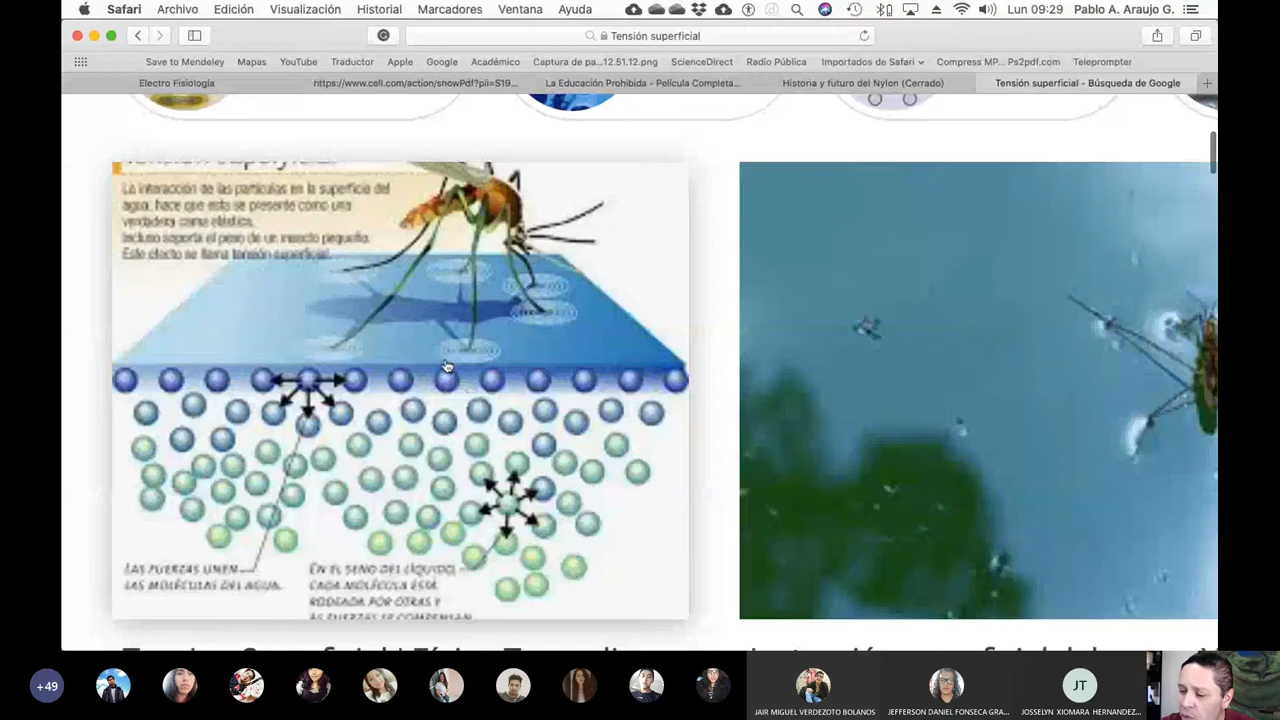 Safari Archivo Edición Visualización Historial Marcadores Ventana Ayuda Lun 09:29 Pablo A. Araujo G.
Tensión superficial
Save to Mendeley Mapas YouTube Traductor Apple Google Académico Captura de pa...12.51.12.png ScienceDirect Radio Pública Importados de Safari Compress MP... Ps2pdf.com Teleprompter
Electro Fisiología https://www.cell.com/action/showPdf?pii=S19... La Educación Prohibida - Película Completa... Historia y futuro del Nylon (Cerrado) Tensión superficial - Búsqueda de Google
La interacción de las partículas en la superficie del
agua, hace que esta se presente como una
verdadera cama elástica.
Incluso soporta el peso de un insecto pequeño.
Este efecto se llama tensión superficial.
LAS FUERZAS UNEN
LAS MOLÉCULAS DEL AGUA.
EN EL SENO DEL LÍQUIDO,
CADA MOLÉCULA ESTÁ
RODEADA POR OTRAS Y
LAS FUERZAS SE COMPENSAN
+49
JAIR MIGUEL VERDEZOTO BOLANOS
JEFFERSON DANIEL FONSECA GRA...
JT
JOSSELYN XIOMARA HERNANDEZ...